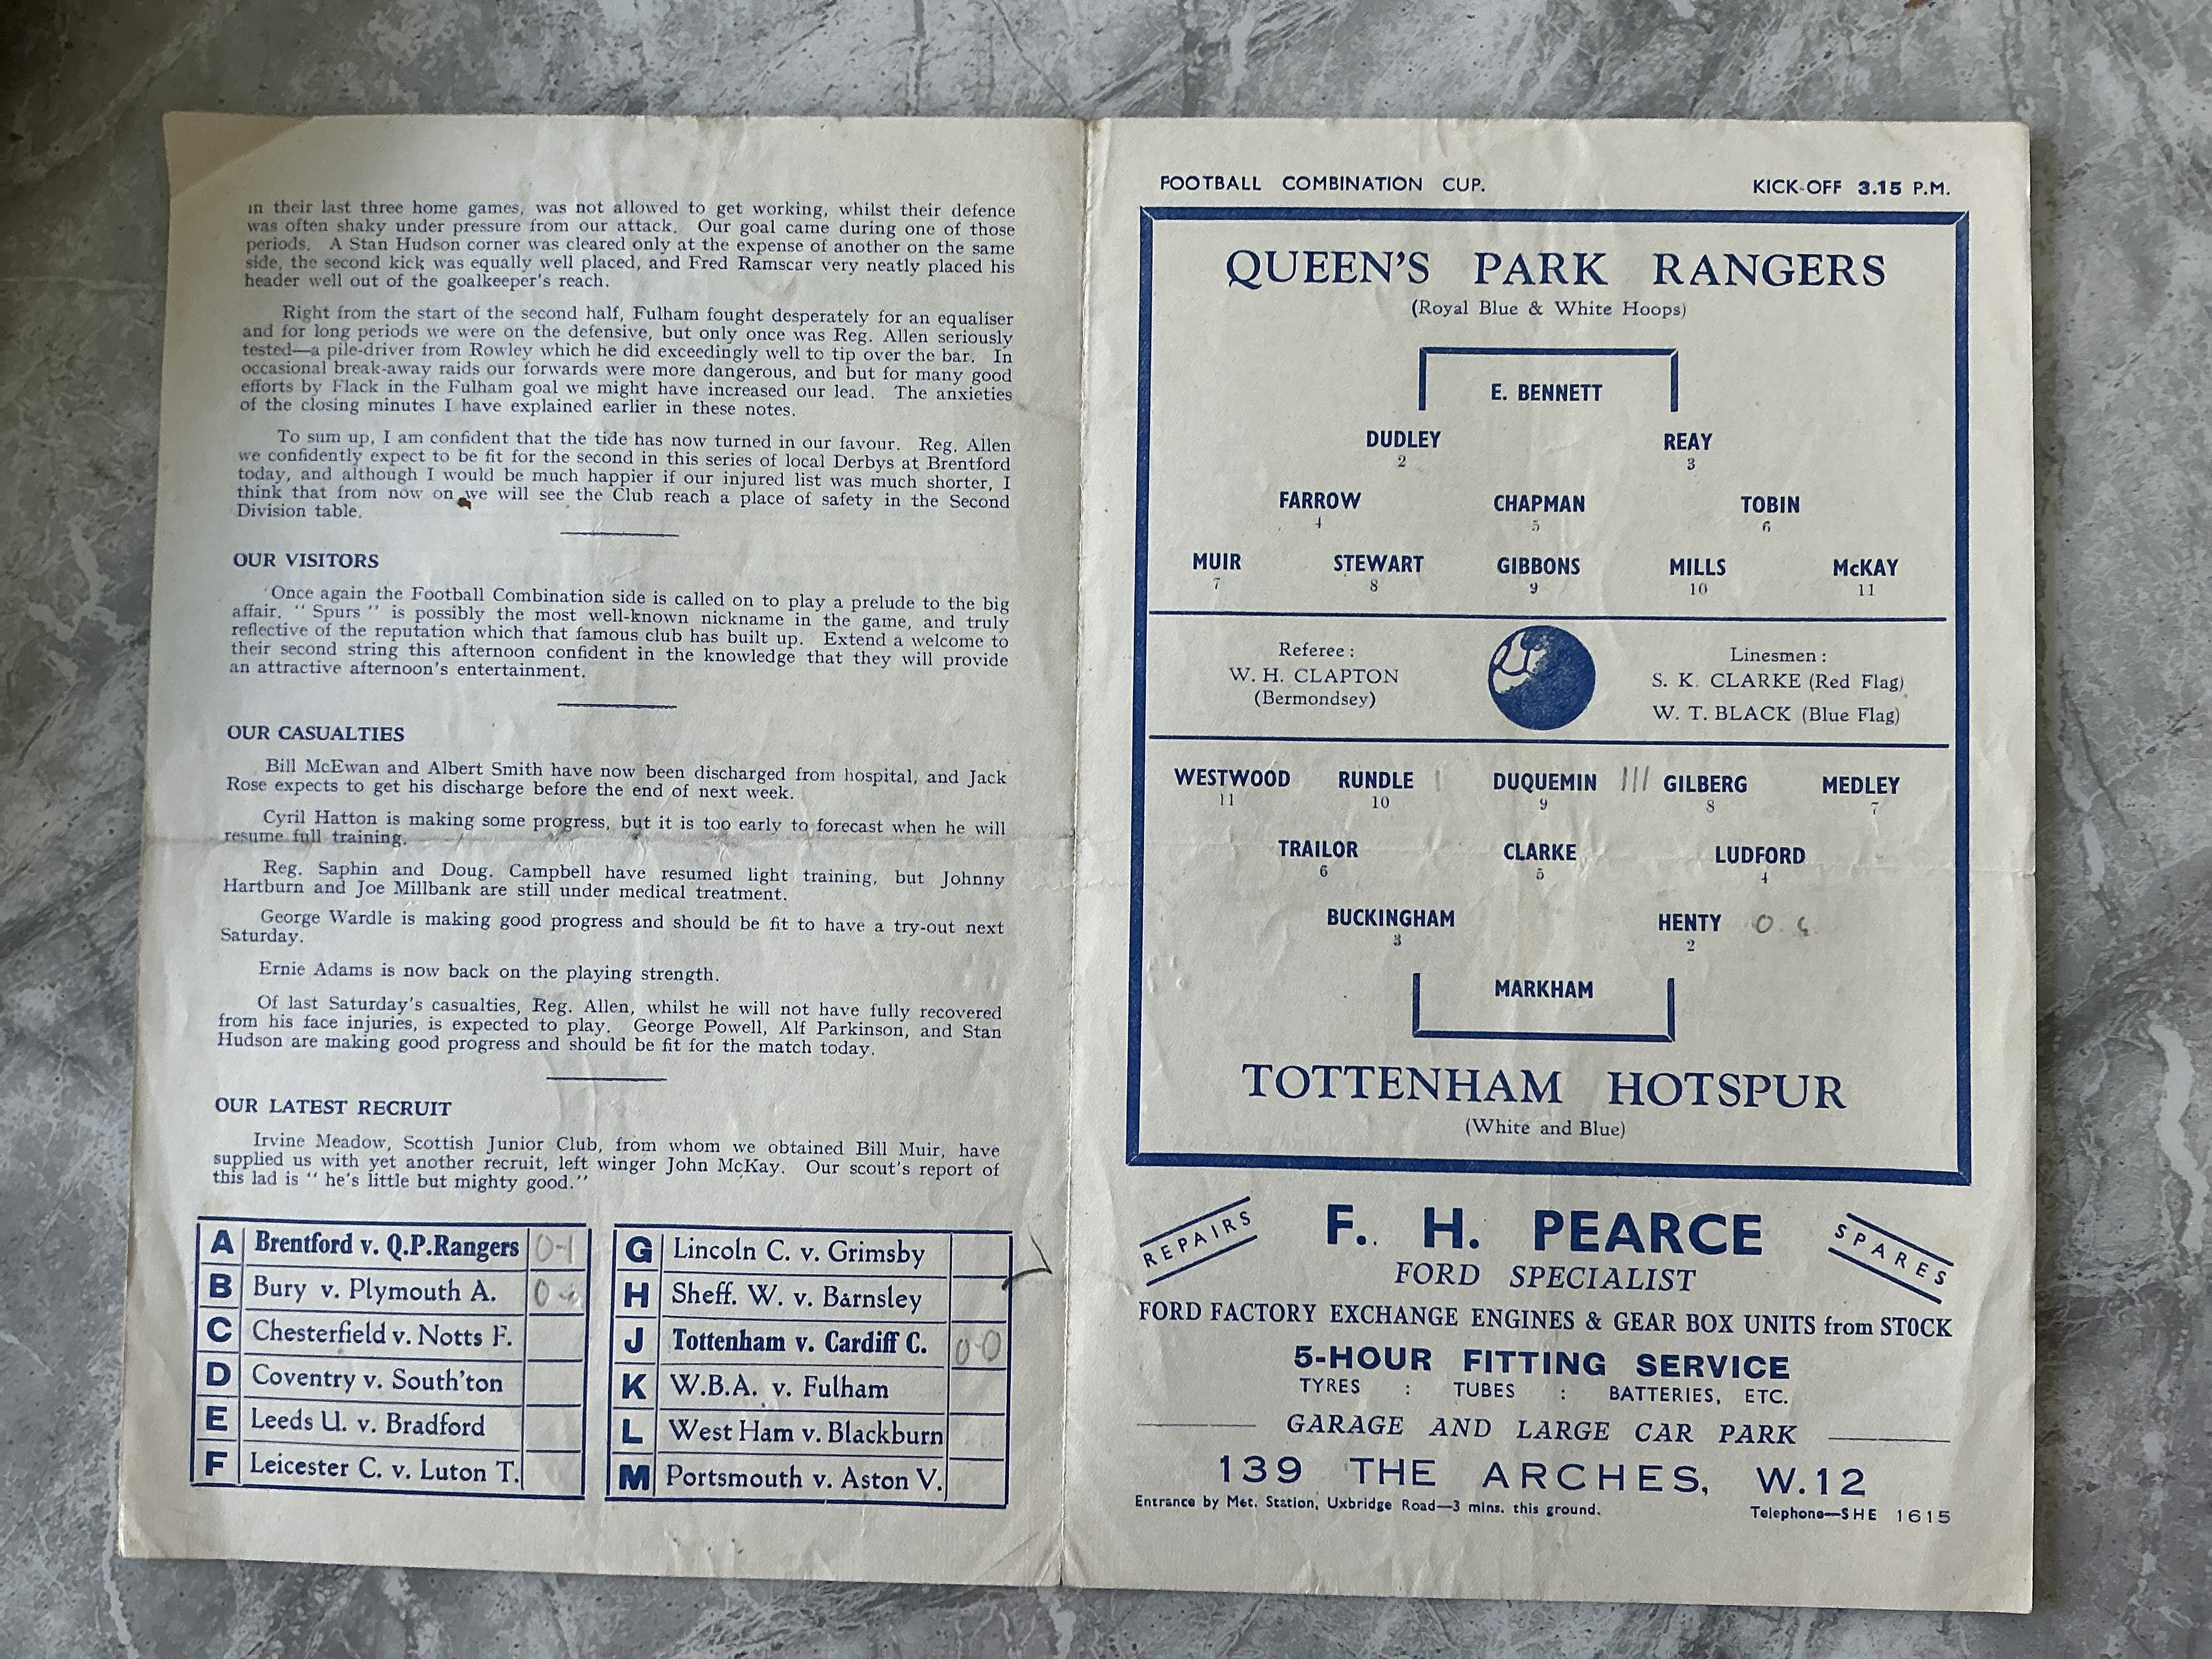 in their last three home games, was not allowed to get working, whilst their defence
was often shaky under pressure from our attack. Our goal came during one of those
periods. A Stan Hudson corner was cleared only at the expense of another on the same
side, the second kick was equally well placed, and Fred Ramscar very neatly placed his
header well out of the goalkeeper's reach.
Right from the start of the second half, Fulham fought desperately for an equaliser
and for long periods we were on the defensive, but only once was Reg. Allen seriously
tested—a pile-driver from Rowley which he did exceedingly well to tip over the bar. In
occasional break-away raids our forwards were more dangerous, and but for many good
efforts by Flack in the Fulham goal we might have increased our lead. The anxieties
of the closing minutes I have explained earlier in these notes.
To sum up, I am confident that the tide has now turned in our favour. Reg. Allen
we confidently expect to be fit for the second in this series of local Derbys at Brentford
today, and although I would be much happier if our injured list was much shorter, I
think that from now on we will see the Club reach a place of safety in the Second
Division table.
OUR VISITORS
Once again the Football Combination side is called on to play a prelude to the big
affair. "Spurs" is possibly the most well-known nickname in the game, and truly
reflective of the reputation which that famous club has built up. Extend a welcome to
their second string this afternoon confident in the knowledge that they will provide
an attractive afternoon's entertainment.
OUR CASUALTIES
Bill McEwan and Albert Smith have now been discharged from hospital, and Jack
Rose expects to get his discharge before the end of next week.
Cyril Hatton is making some progress, but it is too early to forecast when he will
resume full training.
Reg. Saphin and Doug. Campbell have resumed light training, but Johnny
Hartburn and Joe Millbank are still under medical treatment.
George Wardle is making good progress and should be fit to have a try-out next
Saturday.
Ernie Adams is now back on the playing strength.
Of last Saturday's casualties, Reg. Allen, whilst he will not have fully recovered
from his face injuries, is expected to play. George Powell, Alf Parkinson, and Stan
Hudson are making good progress and should be fit for the match today.
OUR LATEST RECRUIT
Irvine Meadow, Scottish Junior Club, from whom we obtained Bill Muir, have
supplied us with yet another recruit, left winger John McKay. Our scout's report of
this lad is "he's little but mighty good."
A Brentford v. Q.P.Rangers 0-1
B Bury v. Plymouth A. 0
C Chesterfield v. Notts F.
D Coventry v. South'ton
E Leeds U. v. Bradford
F Leicester C. v. Luton T.
G Lincoln C. v. Grimsby
H Sheff. W. v. Barnsley
J Tottenham v. Cardiff C. 0-0
K W.B.A. v. Fulham
L West Ham v. Blackburn
M Portsmouth v. Aston V.
FOOTBALL COMBINATION CUP. KICK-OFF 3.15 P.M.
QUEEN'S PARK RANGERS
(Royal Blue & White Hoops)
E. BENNETT
DUDLEY REAY
2 3
FARROW CHAPMAN TOBIN
4 5 6
MUIR STEWART GIBBONS MILLS McKAY
7 8 9 10 11
Referee: Linesmen:
W. H. CLAPTON S. K. CLARKE (Red Flag)
(Bermondsey) W. T. BLACK (Blue Flag)
WESTWOOD RUNDLE | DUQUEMIN ||| GILBERG MEDLEY
11 10 9 8 7
TRAILOR CLARKE LUDFORD
6 5 4
BUCKINGHAM HENTY O.G.
3 2
MARKHAM
TOTTENHAM HOTSPUR
(White and Blue)
REPAIRS F. H. PEARCE SPARES
FORD SPECIALIST
FORD FACTORY EXCHANGE ENGINES & GEAR BOX UNITS from STOCK
5-HOUR FITTING SERVICE
TYRES : TUBES : BATTERIES, ETC.
GARAGE AND LARGE CAR PARK
139 THE ARCHES, W.12
Entrance by Met. Station, Uxbridge Road—3 mins. this ground. Telephone—SHE 1615